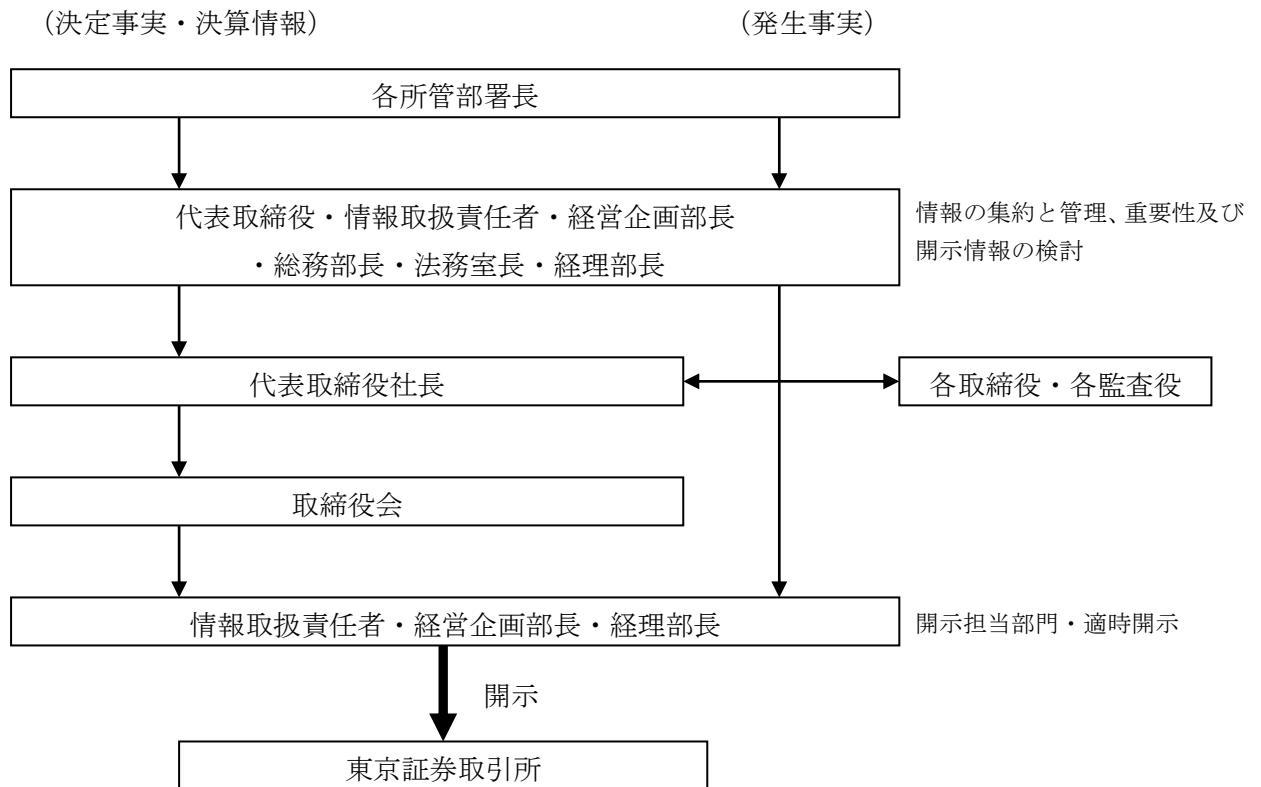 （決定事実・決算情報）
（発生事実）
各所管部署長
代表取締役・情報取扱責任者・経営企画部長
・総務部長・法務室長・経理部長
情報の集約と管理、重要性及び
開示情報の検討
代表取締役社長
各取締役・各監査役
取締役会
情報取扱責任者・経営企画部長・経理部長
開示担当部門・適時開示
開示
東京証券取引所